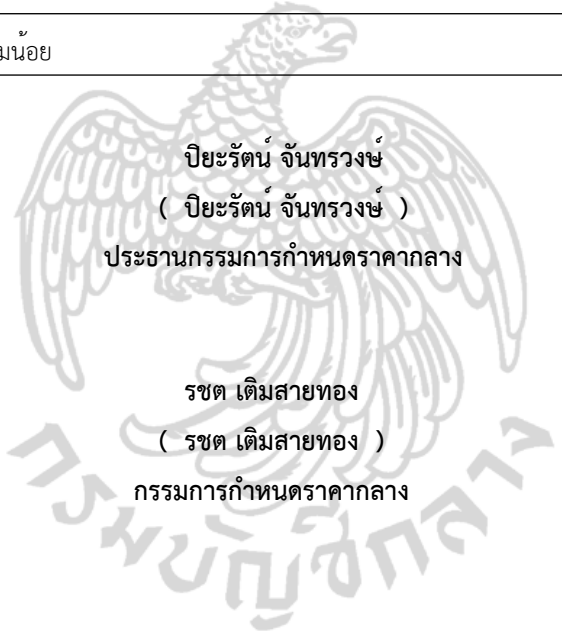 มน้อย
ปิยะรัตน์ จันทรวงษ์
( ปิยะรัตน์ จันทรวงษ์ )
ประธานกรรมการกำหนดราคากลาง
รชต เติมสายทอง
( รชต เติมสายทอง )
กรรมการกำหนดราคากลาง
กรมบัญชีกลาง